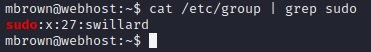 mbrown@webhost:~$ cat /etc/group | grep sudo
sudo:x:27:swillard
mbrown@webhost:~$